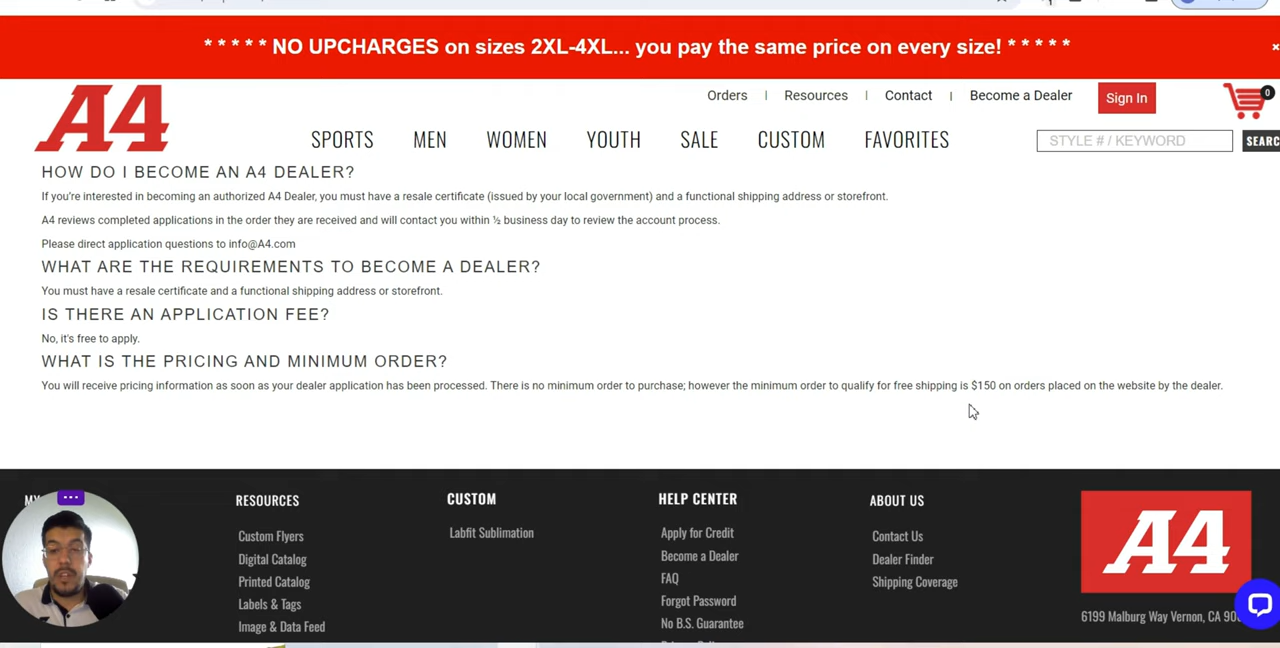 * * * * * NO UPCHARGES on sizes 2XL-4XL... you pay the same price on every size! * * * * *
A4
Orders | Resources | Contact | Become a Dealer
Sign In
0
SPORTS MEN WOMEN YOUTH SALE CUSTOM FAVORITES
STYLE # / KEYWORD
HOW DO I BECOME AN A4 DEALER?
If you're interested in becoming an authorized A4 Dealer, you must have a resale certificate (issued by your local government) and a functional shipping address or storefront.
A4 reviews completed applications in the order they are received and will contact you within ½ business day to review the account process.
Please direct application questions to info@A4.com
WHAT ARE THE REQUIREMENTS TO BECOME A DEALER?
You must have a resale certificate and a functional shipping address or storefront.
IS THERE AN APPLICATION FEE?
No, it's free to apply.
WHAT IS THE PRICING AND MINIMUM ORDER?
You will receive pricing information as soon as your dealer application has been processed. There is no minimum order to purchase; however the minimum order to qualify for free shipping is $150 on orders placed on the website by the dealer.
RESOURCES
Custom Flyers
Digital Catalog
Printed Catalog
Labels & Tags
Image & Data Feed
CUSTOM
Labfit Sublimation
HELP CENTER
Apply for Credit
Become a Dealer
FAQ
Forgot Password
No B.S. Guarantee
ABOUT US
Contact Us
Dealer Finder
Shipping Coverage
A4
6199 Malburg Way Vernon, CA